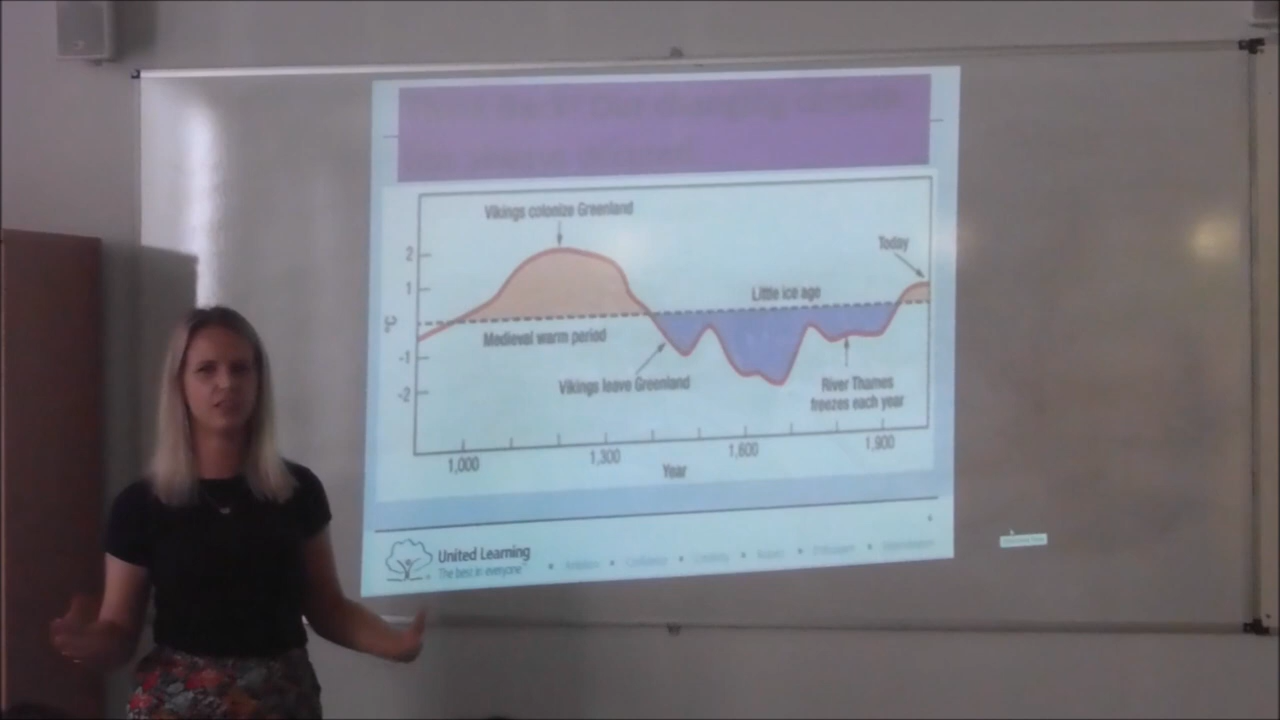 Vikings colonize Greenland
Today
2
1
Little ice age
°C
Medieval warm period
-1
Vikings leave Greenland
-2
River Thames
freezes each year
1,000
1,300
1,600
1,900
Year
United Learning
The best in everyone